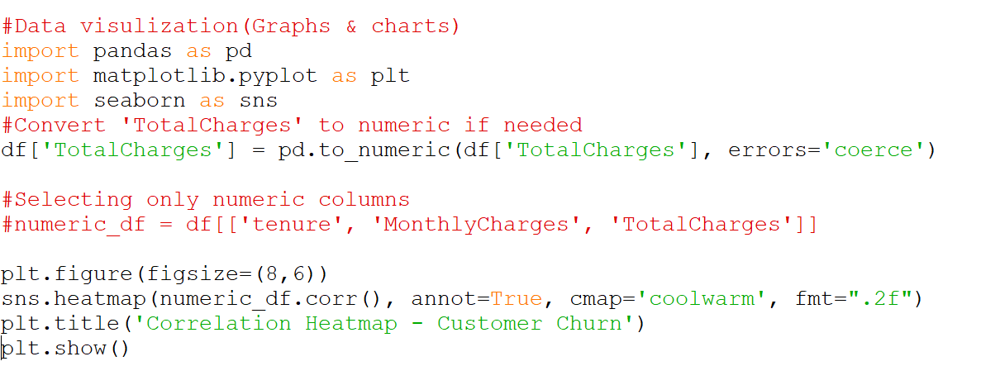 #Data visulization(Graphs & charts)
import pandas as pd
import matplotlib.pyplot as plt
import seaborn as sns
#Convert 'TotalCharges' to numeric if needed
df['TotalCharges'] = pd.to_numeric(df['TotalCharges'], errors='coerce')
#Selecting only numeric columns
#numeric_df = df[['tenure', 'MonthlyCharges', 'TotalCharges']]
plt.figure(figsize=(8,6))
sns.heatmap(numeric_df.corr(), annot=True, cmap='coolwarm', fmt=".2f")
plt.title('Correlation Heatmap - Customer Churn')
plt.show()